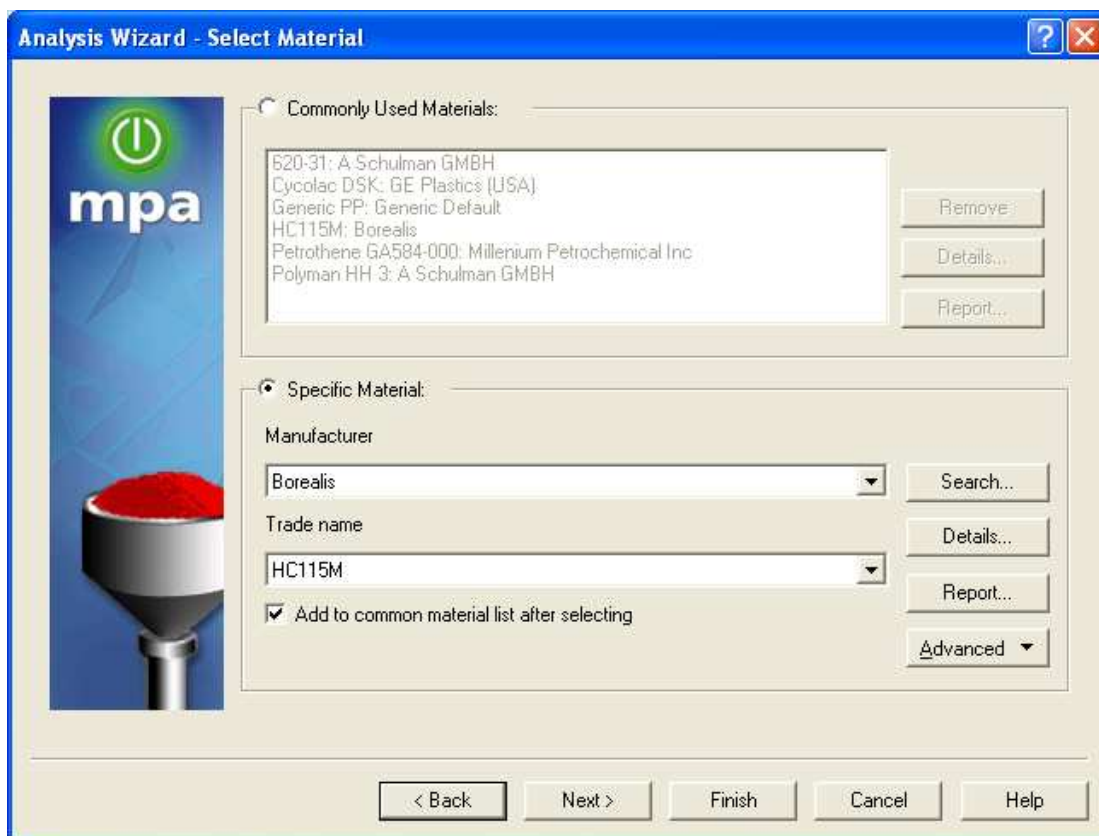 Analysis Wizard - Select Material
mpa
Commonly Used Materials:
620-31: A Schulman GMBH
Cycolac DSK: GE Plastics (USA)
Generic PP: Generic Default
HC115M: Borealis
Petrothene GA584-000: Millenium Petrochemical Inc
Polyman HH 3: A Schulman GMBH
Remove
Details...
Report...
Specific Material:
Manufacturer
Borealis
Search...
Trade name
Details...
HC115M
Report...
Add to common material list after selecting
Advanced
< Back
Next >
Finish
Cancel
Help